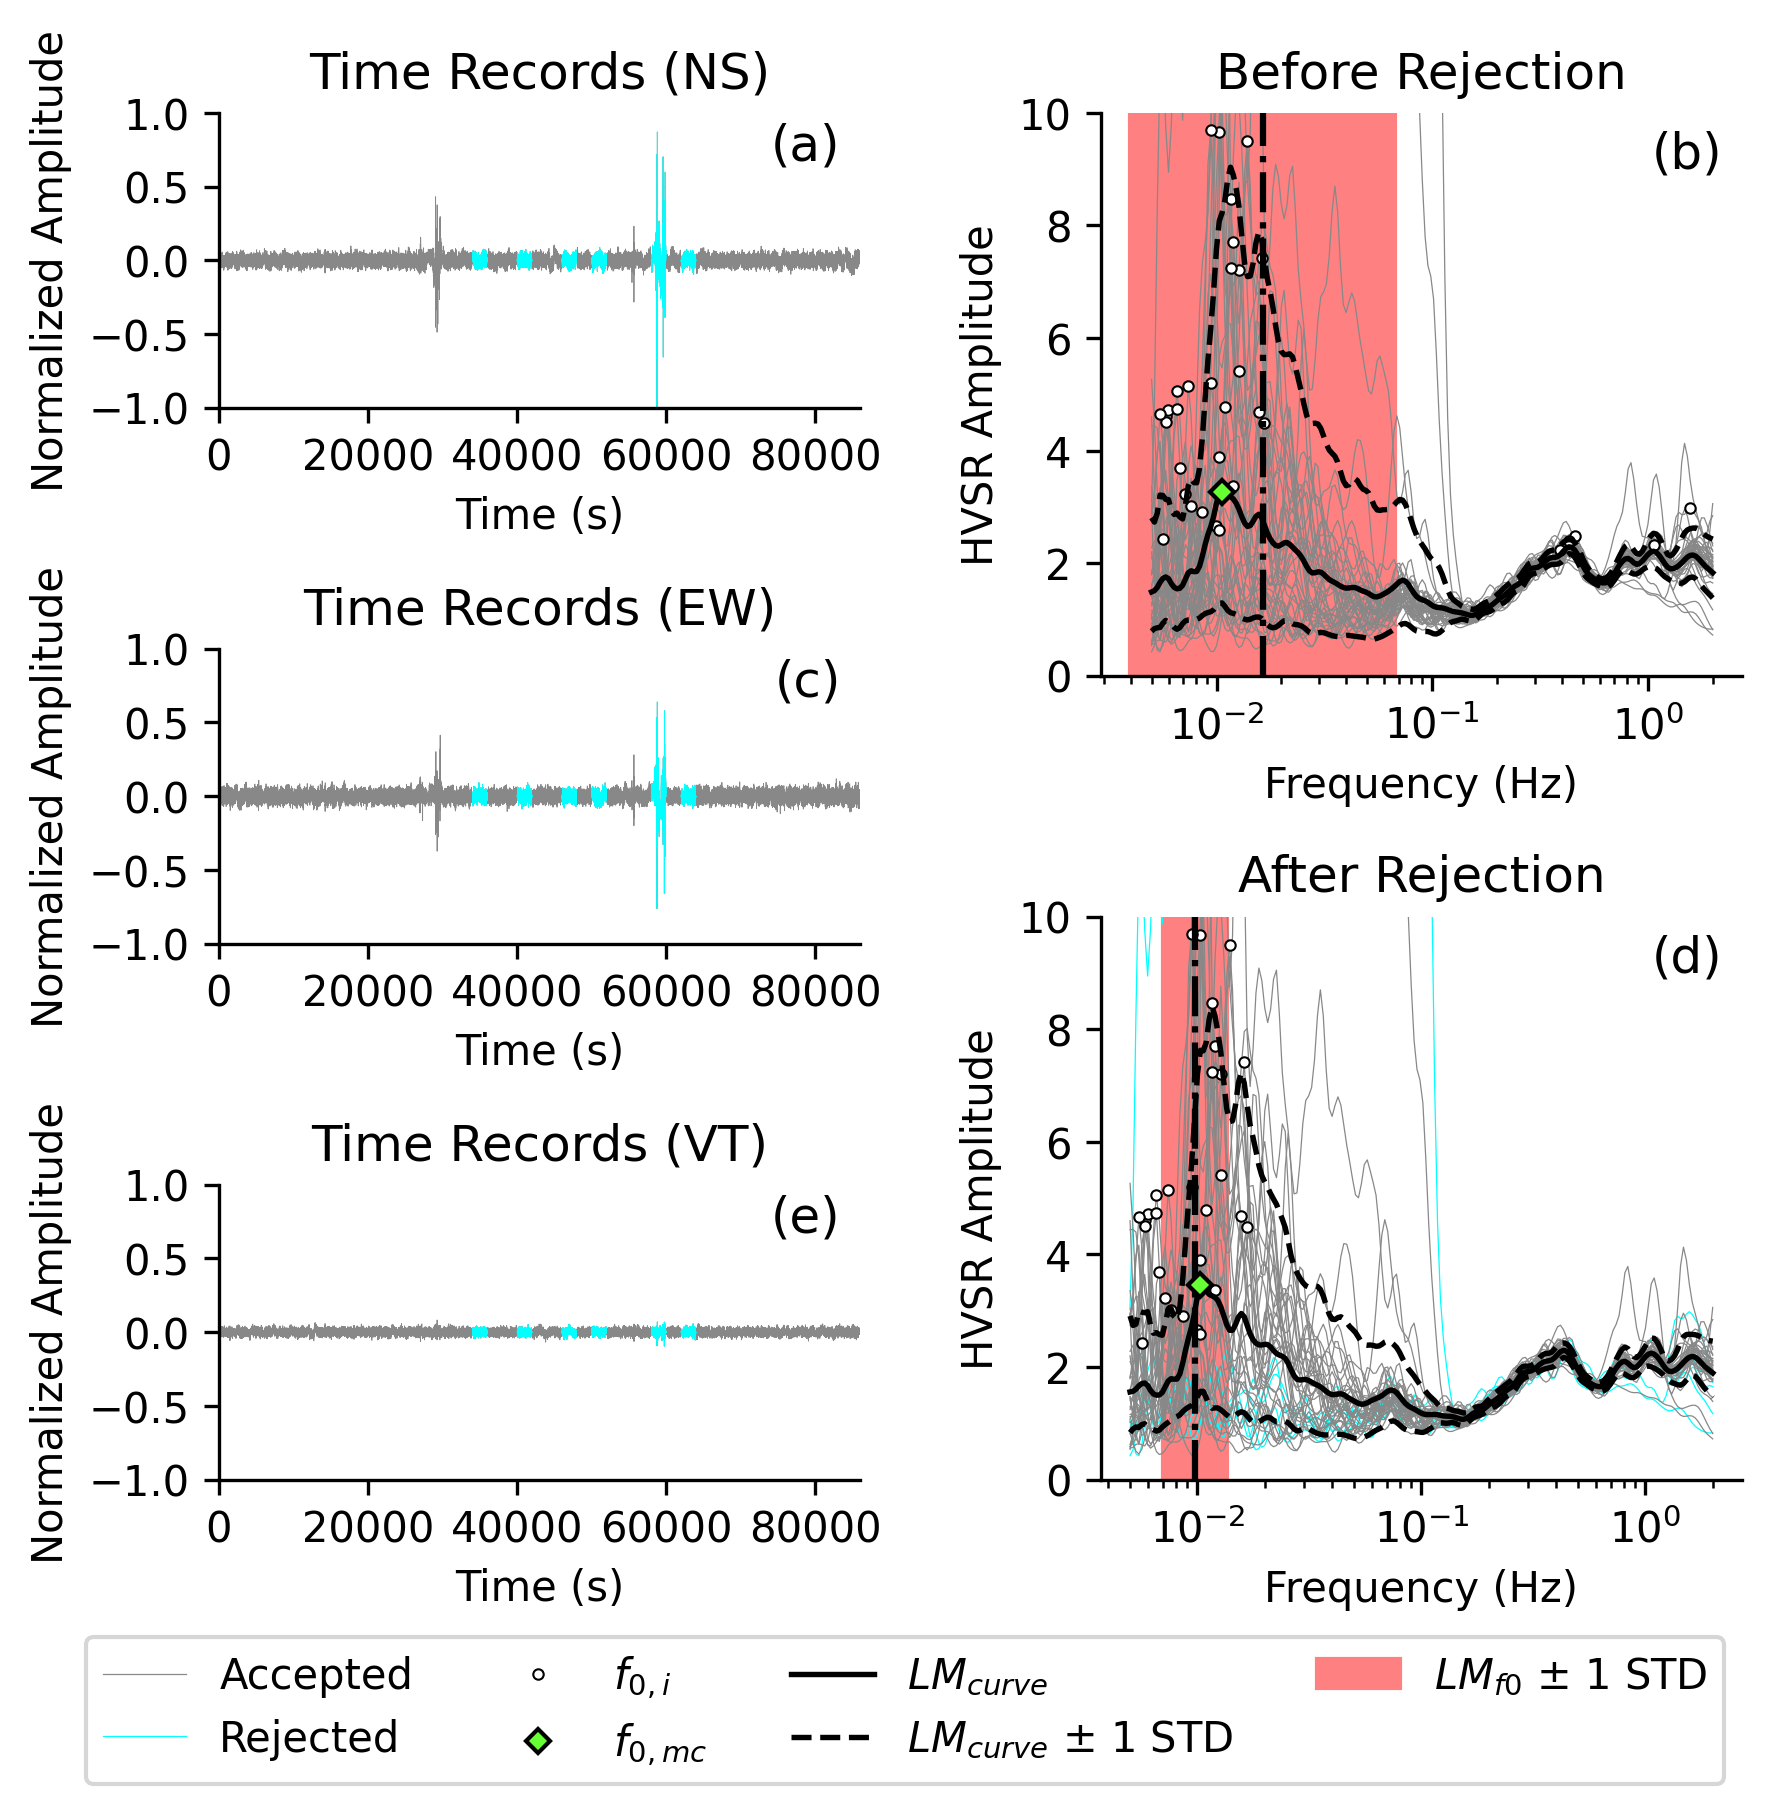 Time Records (NS)
Normalized Amplitude
1.0
0.5
0.0
−0.5
−1.0
(a)
0 20000 40000 60000 80000
Time (s)
Before Rejection
HVSR Amplitude
10
8
6
4
2
0
(b)
10⁻² 10⁻¹ 10⁰
Frequency (Hz)
Time Records (EW)
Normalized Amplitude
1.0
0.5
0.0
−0.5
−1.0
(c)
0 20000 40000 60000 80000
Time (s)
After Rejection
HVSR Amplitude
10
8
6
4
2
0
(d)
10⁻² 10⁻¹ 10⁰
Frequency (Hz)
Time Records (VT)
Normalized Amplitude
1.0
0.5
0.0
−0.5
−1.0
(e)
0 20000 40000 60000 80000
Time (s)
Accepted
Rejected
f0,i
f0,mc
LMcurve
LMcurve ± 1 STD
LMf0 ± 1 STD